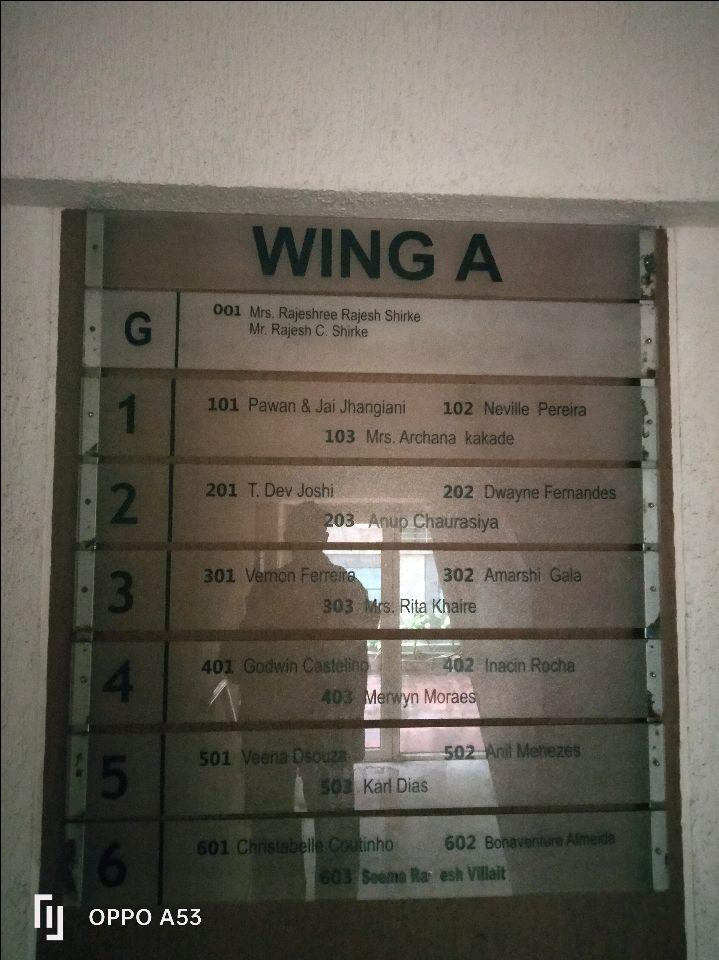 WING A
G
001 Mrs. Rajeshree Rajesh Shirke
Mr. Rajesh C. Shirke
1
101 Pawan & Jai Jhangiani 102 Neville Pereira
103 Mrs. Archana kakade
2
201 T. Dev Joshi 202 Dwayne Fernandes
203 Anup Chaurasiya
3
301 Vernon Ferreira 302 Amarshi Gala
303 Mrs. Rita Khaire
4
401 Godwin Castelino 402 Inacin Rocha
403 Merwyn Moraes
5
501 Veena Dsouza 502 Anil Menezes
503 Karl Dias
6
601 Christabelle Coutinho 602 Bonaventure Almeida
603 Seema Ra esh Villait
OPPO A53